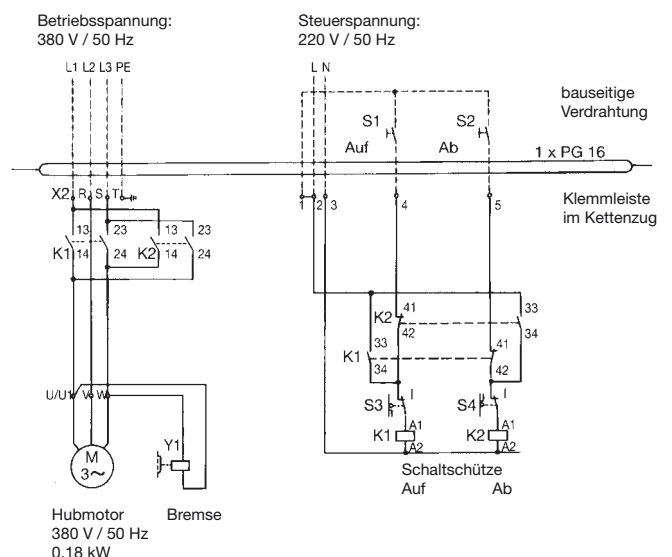 Betriebsspannung:
380 V / 50 Hz
Steuerspannung:
220 V / 50 Hz
L1 L2 L3 PE
L N
bauseitige
Verdrahtung
S1
S2
Auf
Ab
1 x PG 16
X2 R S T
1 2 3 4 5
Klemmleiste
im Kettenzug
13 23 13 23
K1 14 24 K2 14 24
41 33
K2 42 34
33 41
K1 34 42
U/U1 V W
I I
S3 S4
A1 A1
K1 K2
A2 A2
Y1
M
3~
Schaltschütze
Auf Ab
Hubmotor
380 V / 50 Hz
0,18 kW
Bremse